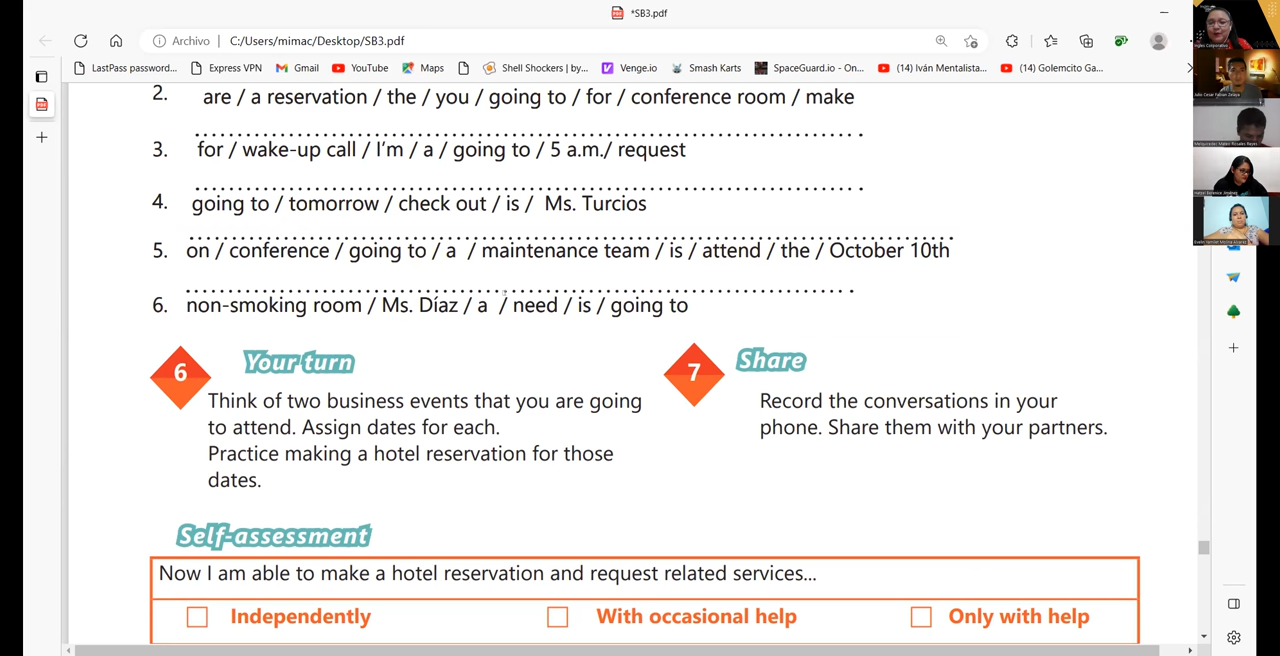 *SB3.pdf
Archivo | C:/Users/mimac/Desktop/SB3.pdf
LastPass password... Express VPN Gmail YouTube Maps Shell Shockers | by... Venge.io Smash Karts SpaceGuard.io - On... (14) Iván Mentalista... (14) Golemcito Ga...
2. are / a reservation / the / you / going to / for / conference room / make
3. for / wake-up call / I'm / a / going to / 5 a.m./ request
4. going to / tomorrow / check out / is / Ms. Turcios
5. on / conference / going to / a / maintenance team / is / attend / the / October 10th
6. non-smoking room / Ms. Díaz / a / need / is / going to
6 Your turn
Think of two business events that you are going
to attend. Assign dates for each.
Practice making a hotel reservation for those
dates.
7 Share
Record the conversations in your
phone. Share them with your partners.
Self-assessment
Now I am able to make a hotel reservation and request related services...
Independently With occasional help Only with help